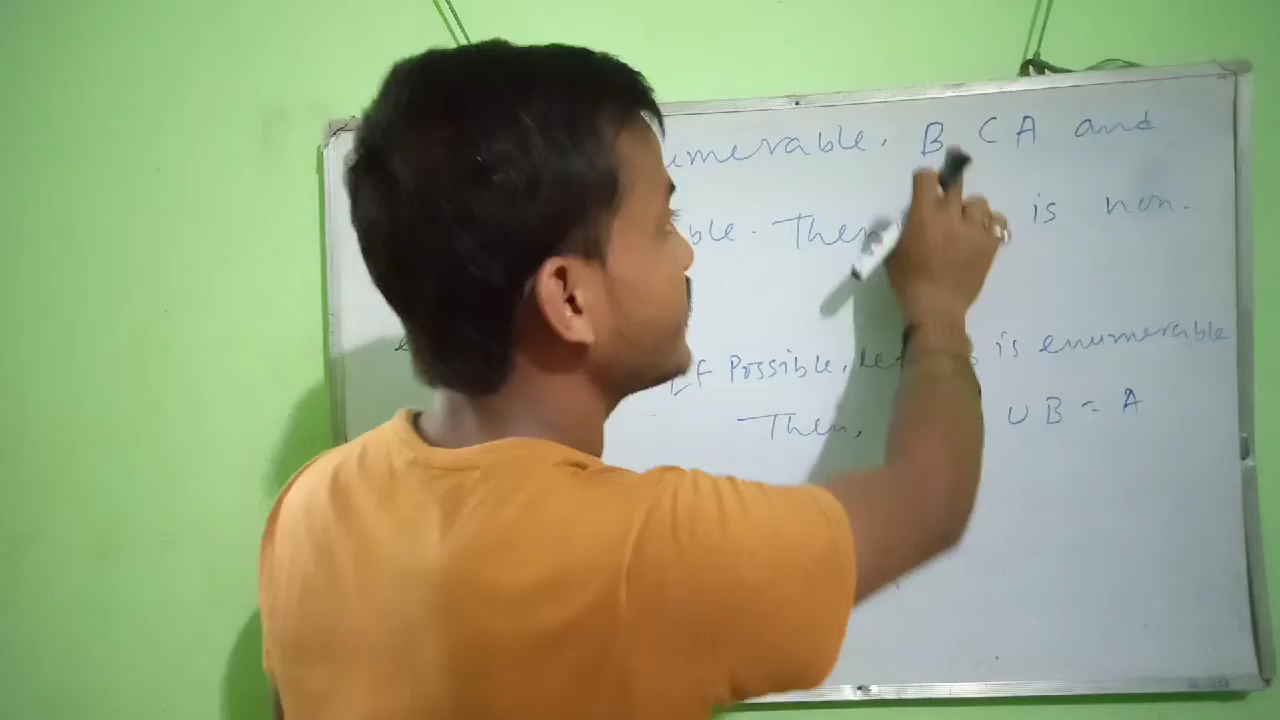 umerable. B ⊂ A and
ble. Then is non-
If Possible, let is enumerable
Then, ∪ B = A